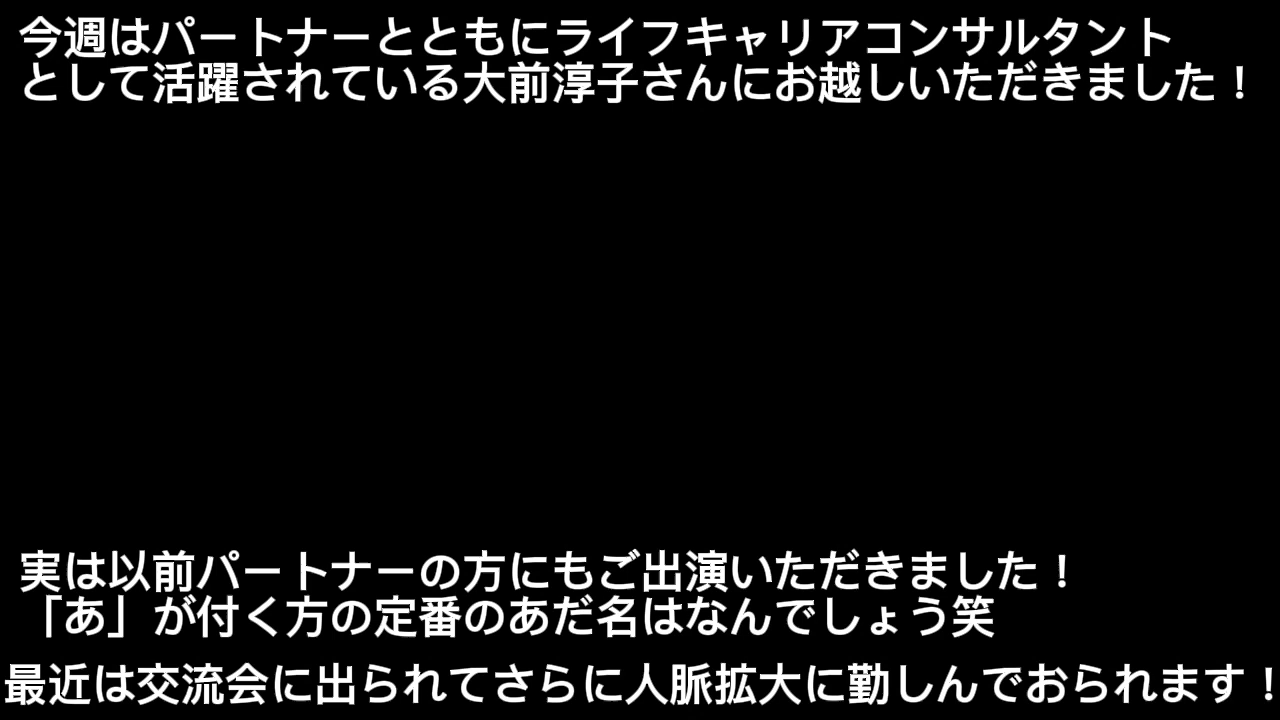 今週はパートナーとともにライフキャリアコンサルタント
として活躍されている大前淳子さんにお越しいただきました！
実は以前パートナーの方にもご出演いただきました！
「あ」が付く方の定番のあだ名はなんでしょう笑
最近は交流会に出られてさらに人脈拡大に勤しんでおられます！